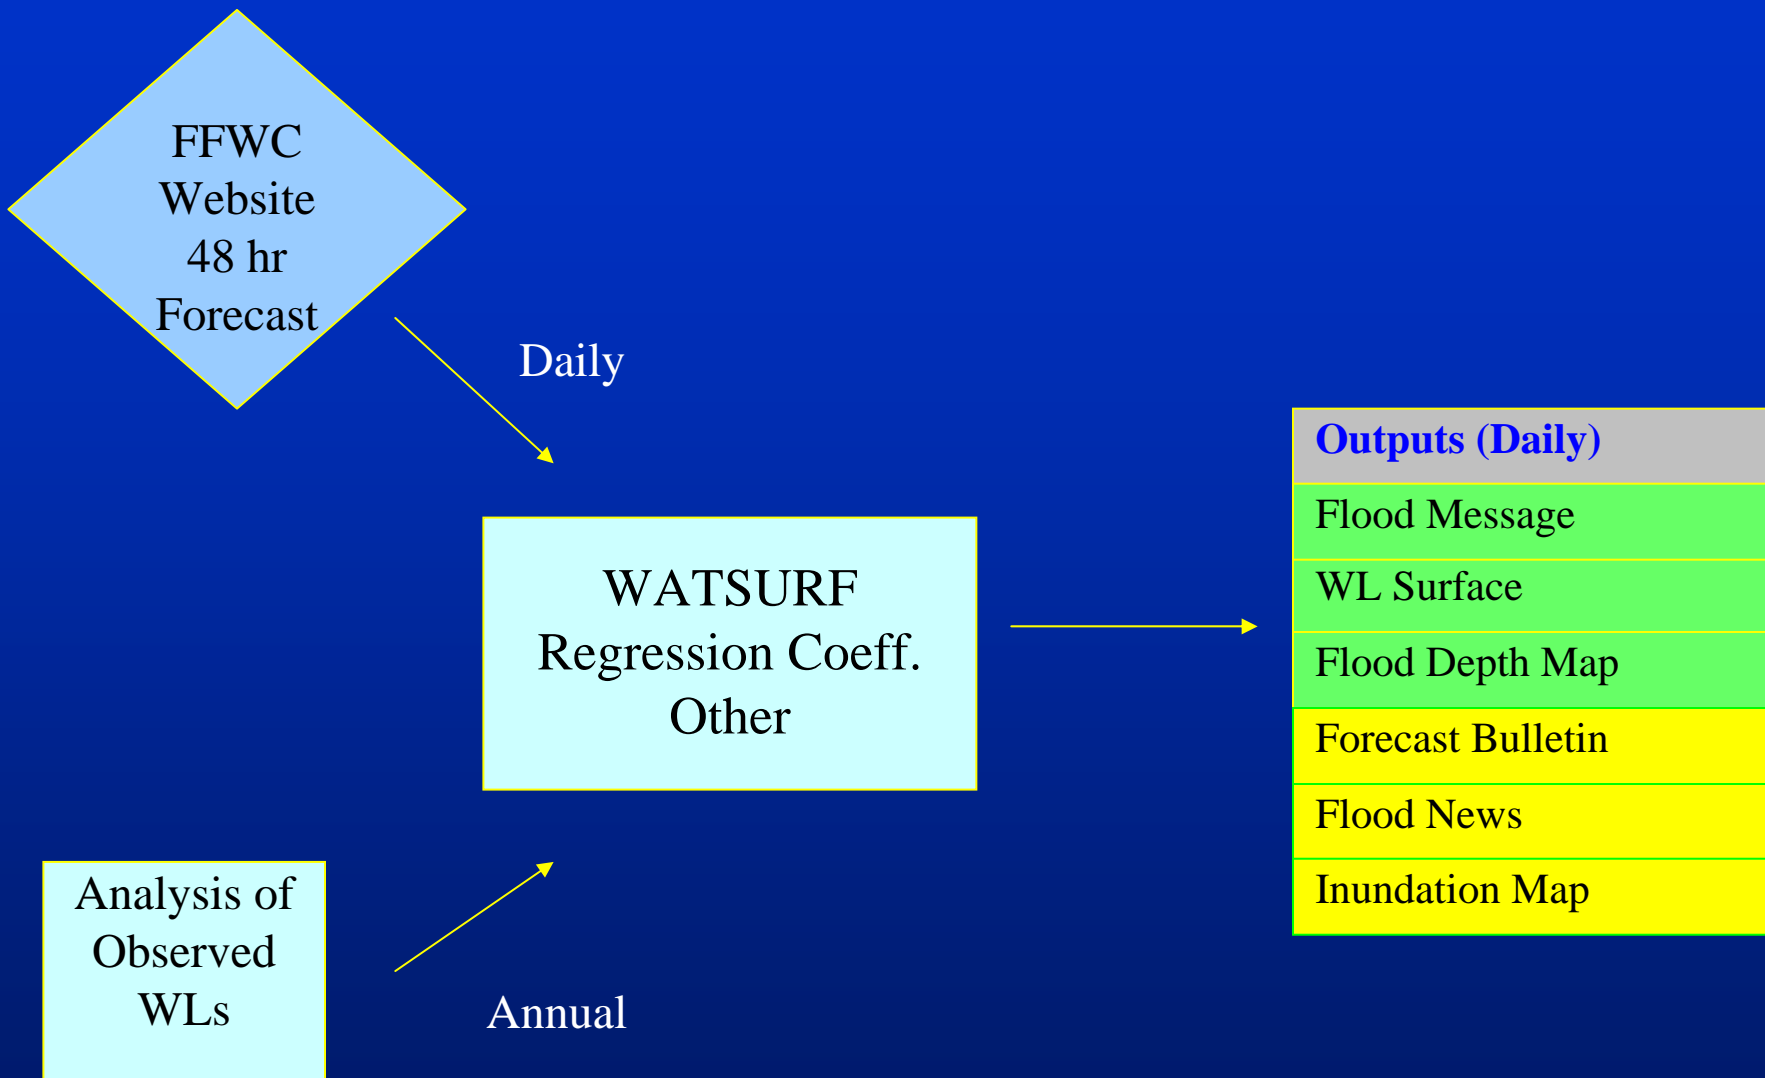 FFWC
Website
48 hr
Forecast
Daily
WATSURF
Regression Coeff.
Other
Analysis of
Observed
WLs
Annual
Outputs (Daily)
Flood Message
WL Surface
Flood Depth Map
Forecast Bulletin
Flood News
Inundation Map